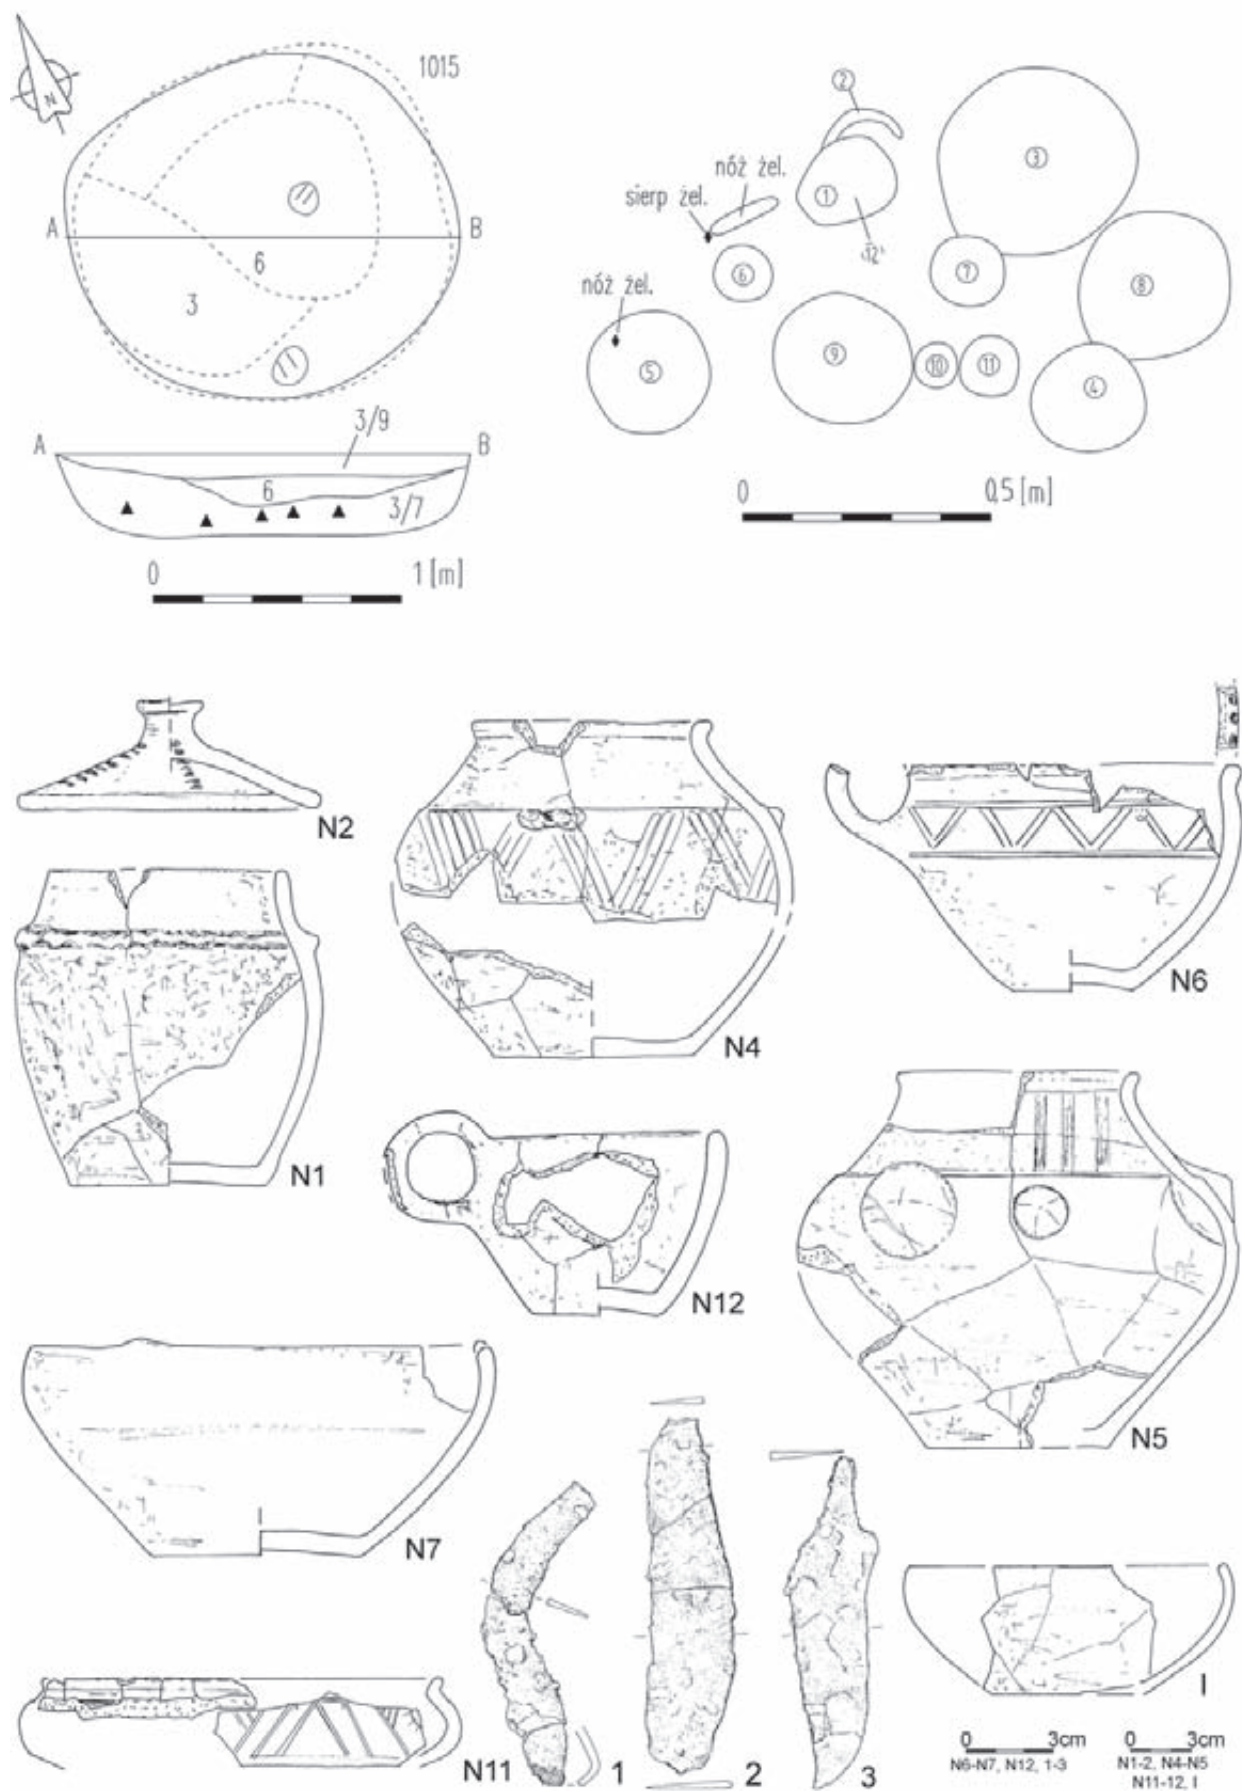 N
1015
A
B
6
3
A
B
3/9
6
3/7
0 1 [m]
②
①
③
nóż żel.
sierp żel.
12
⑥
⑦
⑧
nóż żel.
⑤
⑨
⑩
⑪
④
0 0,5 [m]
N2
N1
N4
N6
N12
N5
N7
N11
1
2
3
I
0 3cm
N6-N7, N12, 1-3
0 3cm
N1-2, N4-N5
N11-12, I